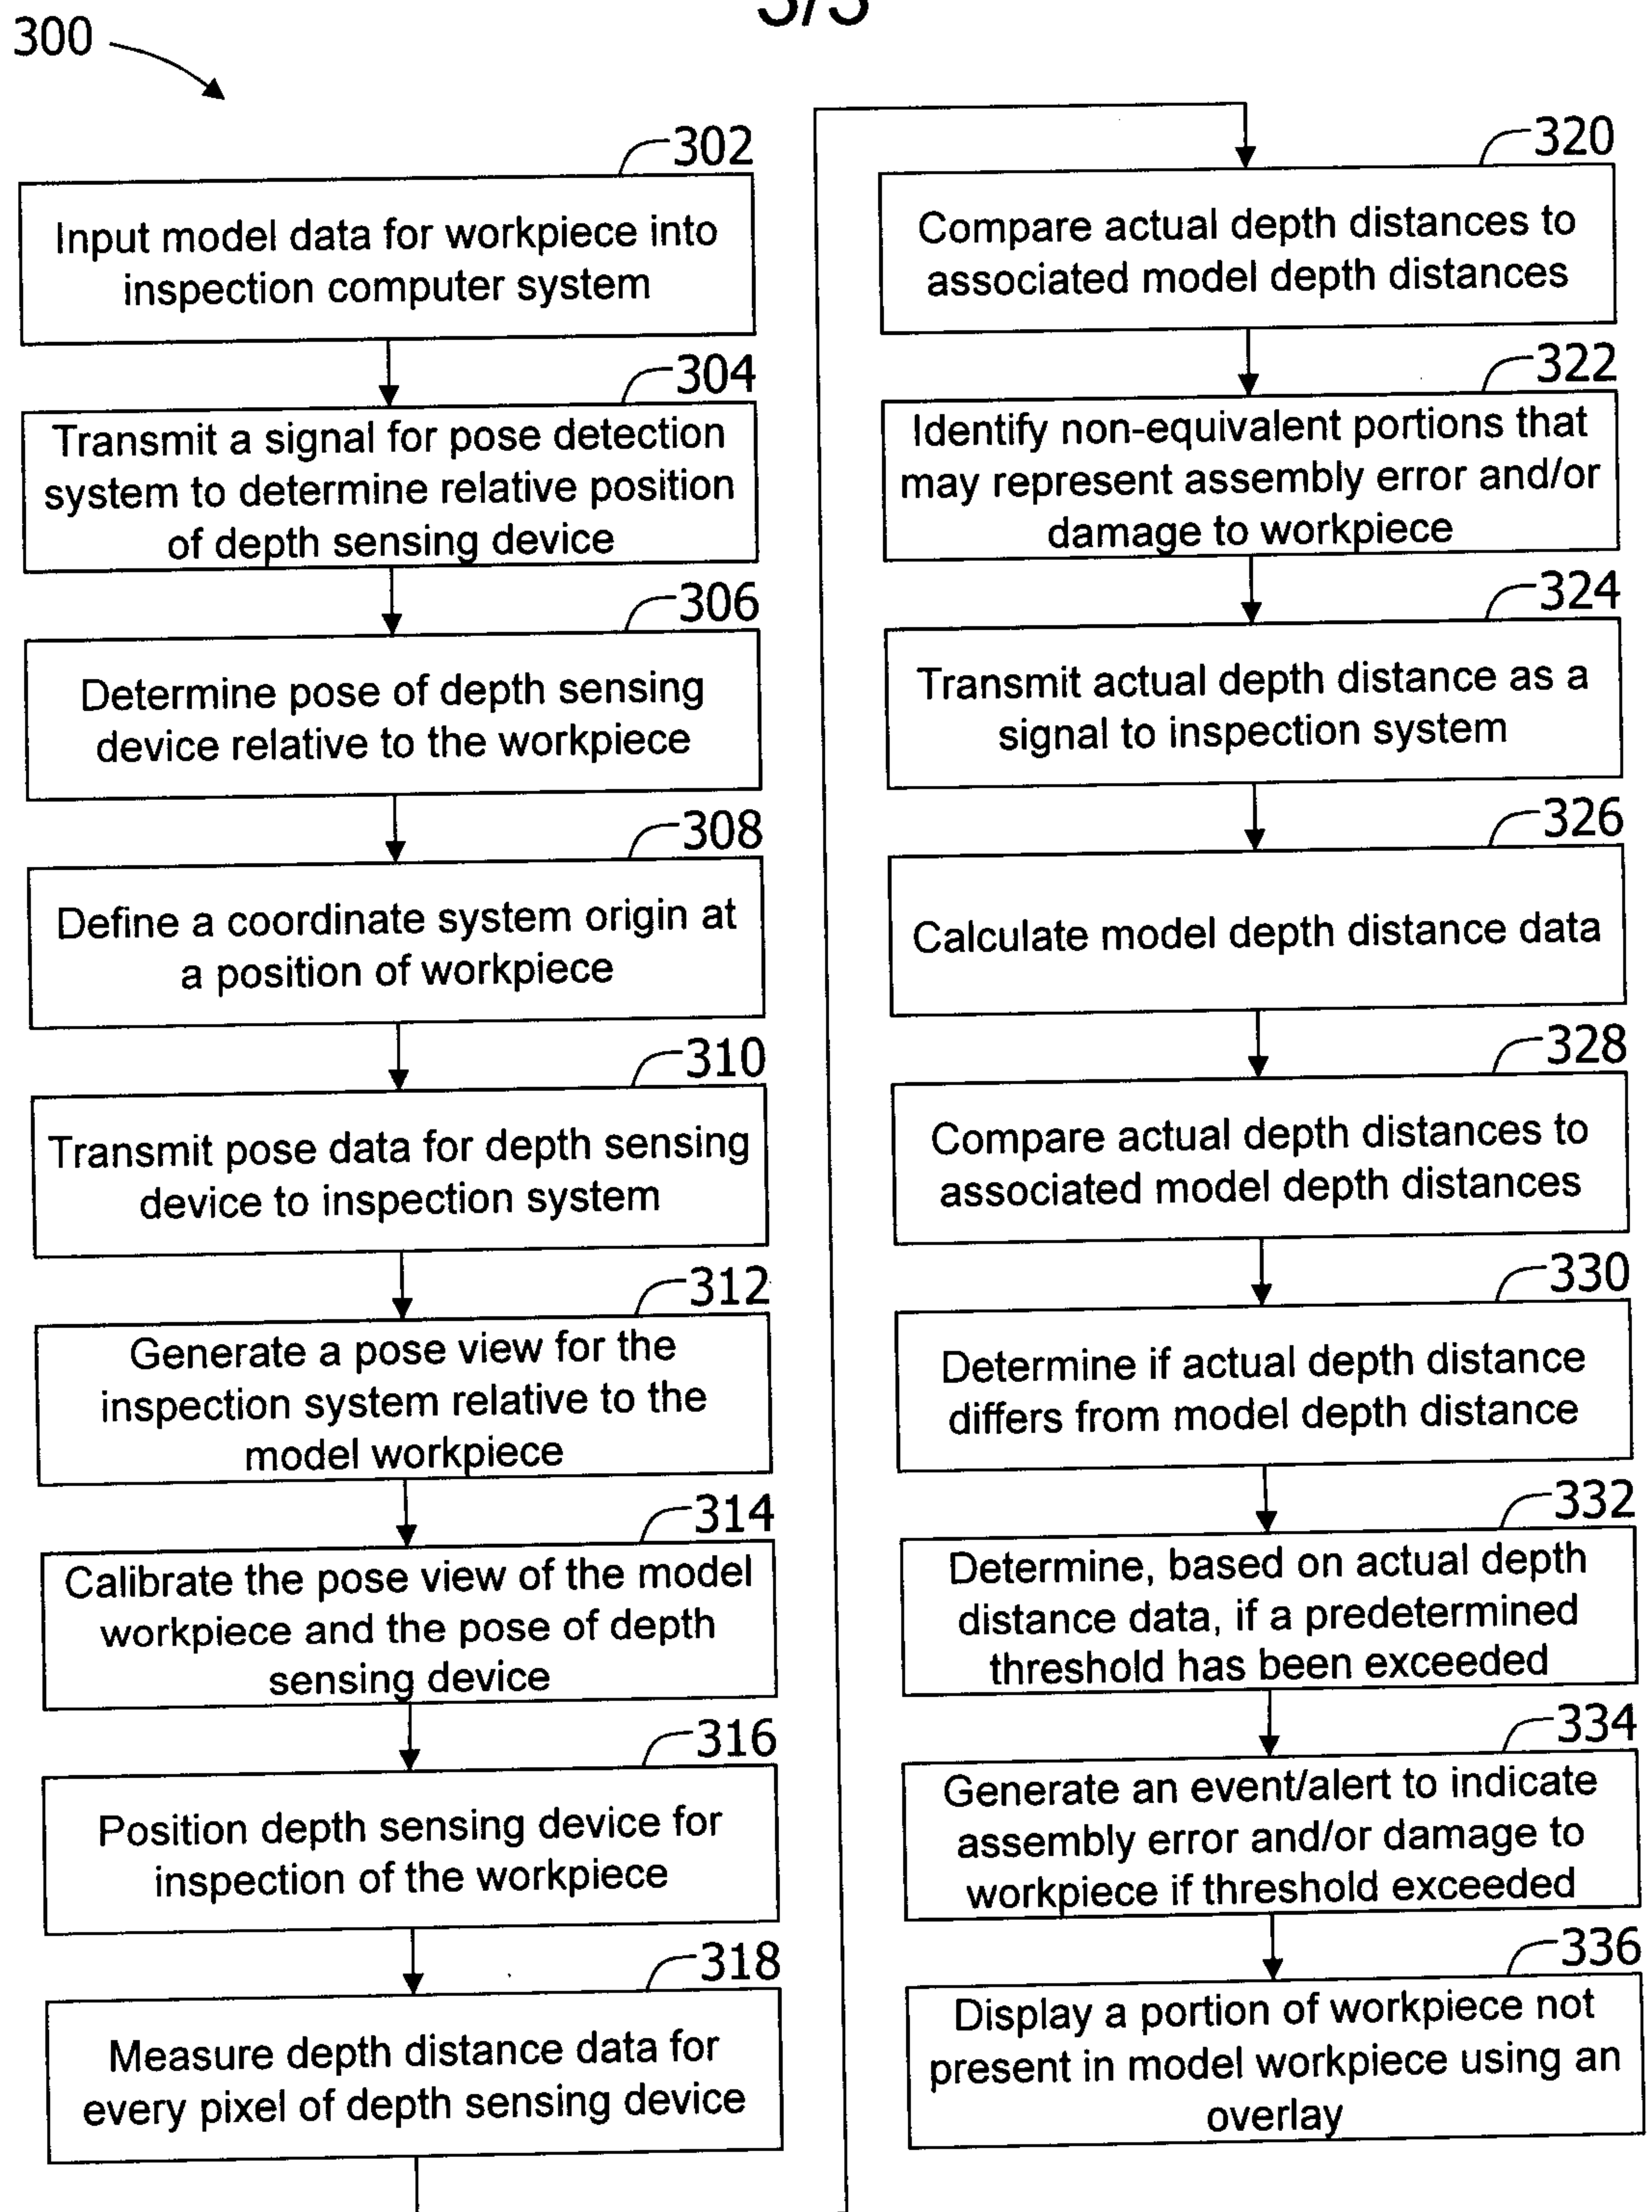 300
302
Input model data for workpiece into
inspection computer system
304
Transmit a signal for pose detection
system to determine relative position
of depth sensing device
306
Determine pose of depth sensing
device relative to the workpiece
308
Define a coordinate system origin at
a position of workpiece
310
Transmit pose data for depth sensing
device to inspection system
312
Generate a pose view for the
inspection system relative to the
model workpiece
314
Calibrate the pose view of the model
workpiece and the pose of depth
sensing device
316
Position depth sensing device for
inspection of the workpiece
318
Measure depth distance data for
every pixel of depth sensing device
320
Compare actual depth distances to
associated model depth distances
322
Identify non-equivalent portions that
may represent assembly error and/or
damage to workpiece
324
Transmit actual depth distance as a
signal to inspection system
326
Calculate model depth distance data
328
Compare actual depth distances to
associated model depth distances
330
Determine if actual depth distance
differs from model depth distance
332
Determine, based on actual depth
distance data, if a predetermined
threshold has been exceeded
334
Generate an event/alert to indicate
assembly error and/or damage to
workpiece if threshold exceeded
336
Display a portion of workpiece not
present in model workpiece using an
overlay